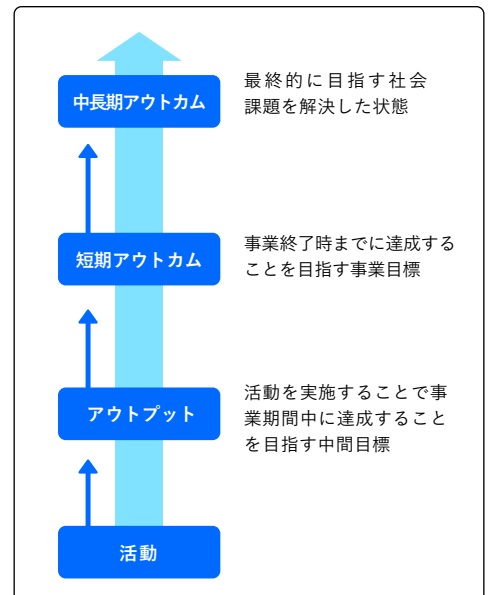 中長期アウトカム
最終的に目指す社会
課題を解決した状態
短期アウトカム
事業終了時までに達成する
ことを目指す事業目標
アウトプット
活動を実施することで事
業期間中に達成すること
を目指す中間目標
活動